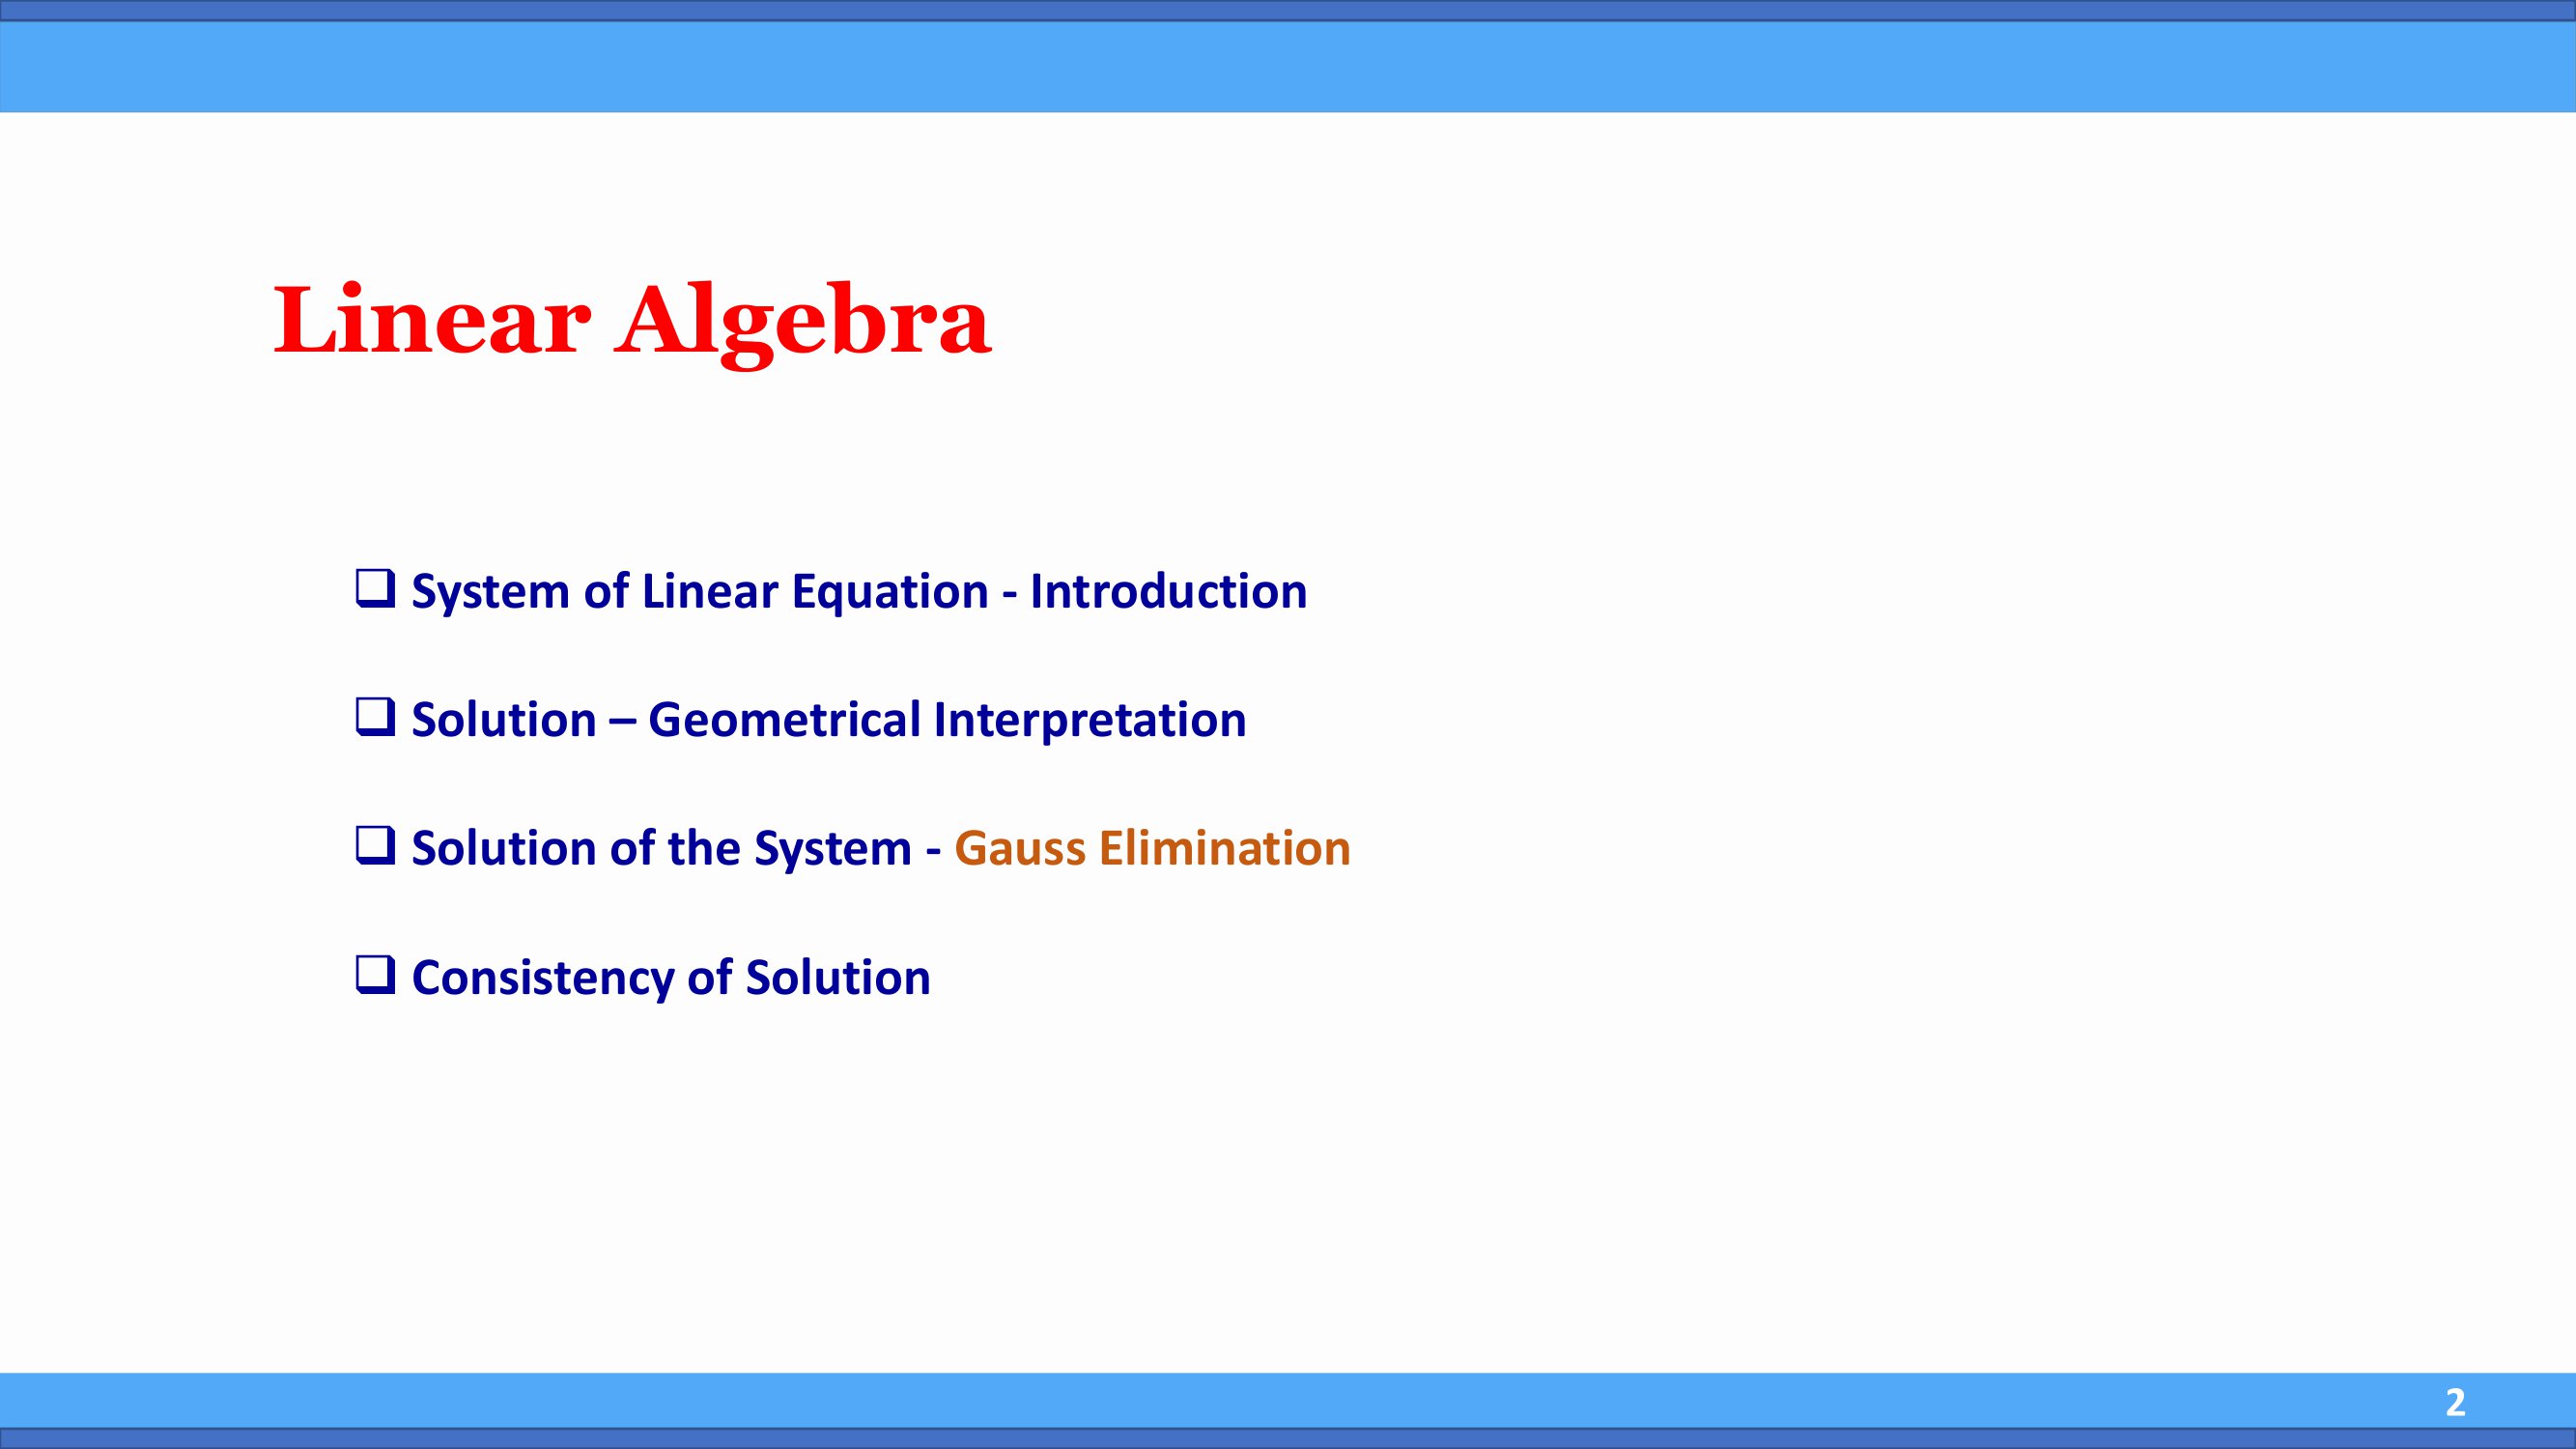 Linear Algebra
❑ System of Linear Equation - Introduction
❑ Solution – Geometrical Interpretation
❑ Solution of the System - Gauss Elimination
❑ Consistency of Solution
2